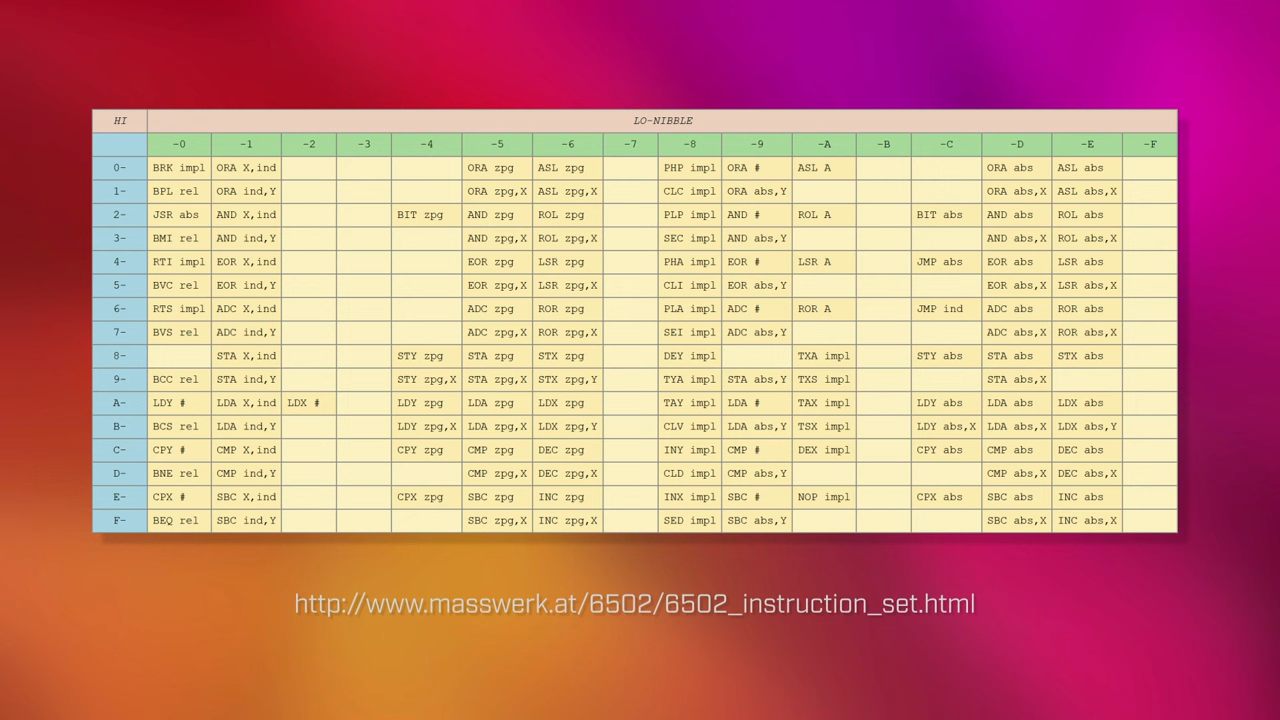 HI LO-NIBBLE
-0 -1 -2 -3 -4 -5 -6 -7 -8 -9 -A -B -C -D -E -F
0- BRK impl ORA X,ind ORA zpg ASL zpg PHP impl ORA # ASL A ORA abs ASL abs
1- BPL rel ORA ind,Y ORA zpg,X ASL zpg,X CLC impl ORA abs,Y ORA abs,X ASL abs,X
2- JSR abs AND X,ind BIT zpg AND zpg ROL zpg PLP impl AND # ROL A BIT abs AND abs ROL abs
3- BMI rel AND ind,Y AND zpg,X ROL zpg,X SEC impl AND abs,Y AND abs,X ROL abs,X
4- RTI impl EOR X,ind EOR zpg LSR zpg PHA impl EOR # LSR A JMP abs EOR abs LSR abs
5- BVC rel EOR ind,Y EOR zpg,X LSR zpg,X CLI impl EOR abs,Y EOR abs,X LSR abs,X
6- RTS impl ADC X,ind ADC zpg ROR zpg PLA impl ADC # ROR A JMP ind ADC abs ROR abs
7- BVS rel ADC ind,Y ADC zpg,X ROR zpg,X SEI impl ADC abs,Y ADC abs,X ROR abs,X
8- STA X,ind STY zpg STA zpg STX zpg DEY impl TXA impl STY abs STA abs STX abs
9- BCC rel STA ind,Y STY zpg,X STA zpg,X STX zpg,Y TYA impl STA abs,Y TXS impl STA abs,X
A- LDY # LDA X,ind LDX # LDY zpg LDA zpg LDX zpg TAY impl LDA # TAX impl LDY abs LDA abs LDX abs
B- BCS rel LDA ind,Y LDY zpg,X LDA zpg,X LDX zpg,Y CLV impl LDA abs,Y TSX impl LDY abs,X LDA abs,X LDX abs,Y
C- CPY # CMP X,ind CPY zpg CMP zpg DEC zpg INY impl CMP # DEX impl CPY abs CMP abs DEC abs
D- BNE rel CMP ind,Y CMP zpg,X DEC zpg,X CLD impl CMP abs,Y CMP abs,X DEC abs,X
E- CPX # SBC X,ind CPX zpg SBC zpg INC zpg INX impl SBC # NOP impl CPX abs SBC abs INC abs
F- BEQ rel SBC ind,Y SBC zpg,X INC zpg,X SED impl SBC abs,Y SBC abs,X INC abs,X
http://www.masswerk.at/6502/6502_instruction_set.html